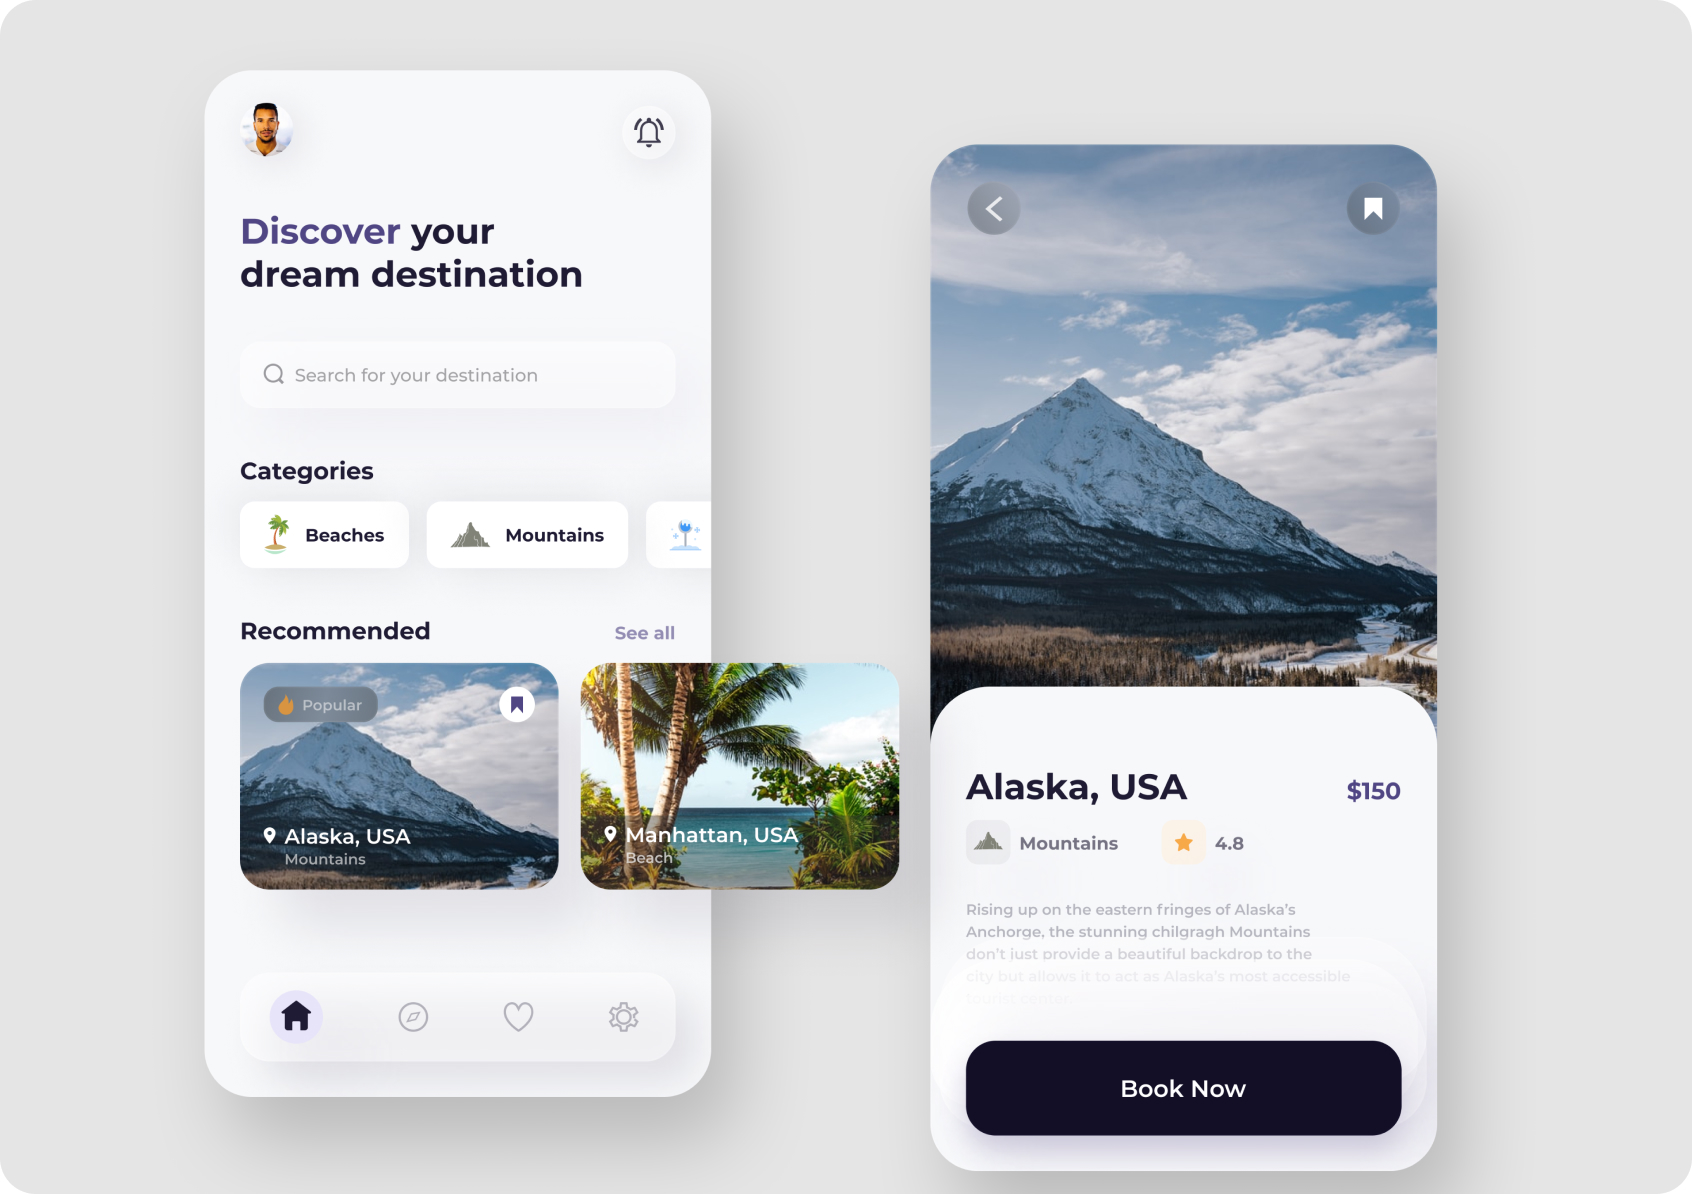 Discover your
dream destination
Search for your destination
Categories
Beaches
Mountains
Recommended
See all
Popular
Alaska, USA
Mountains
Manhattan, USA
Beach
Alaska, USA
$150
Mountains
4.8
Rising up on the eastern fringes of Alaska's
Anchorge, the stunning chilgragh Mountains
don't just provide a beautiful backdrop to the
city but allows it to act as Alaska's most accessible
tourist center.
Book Now